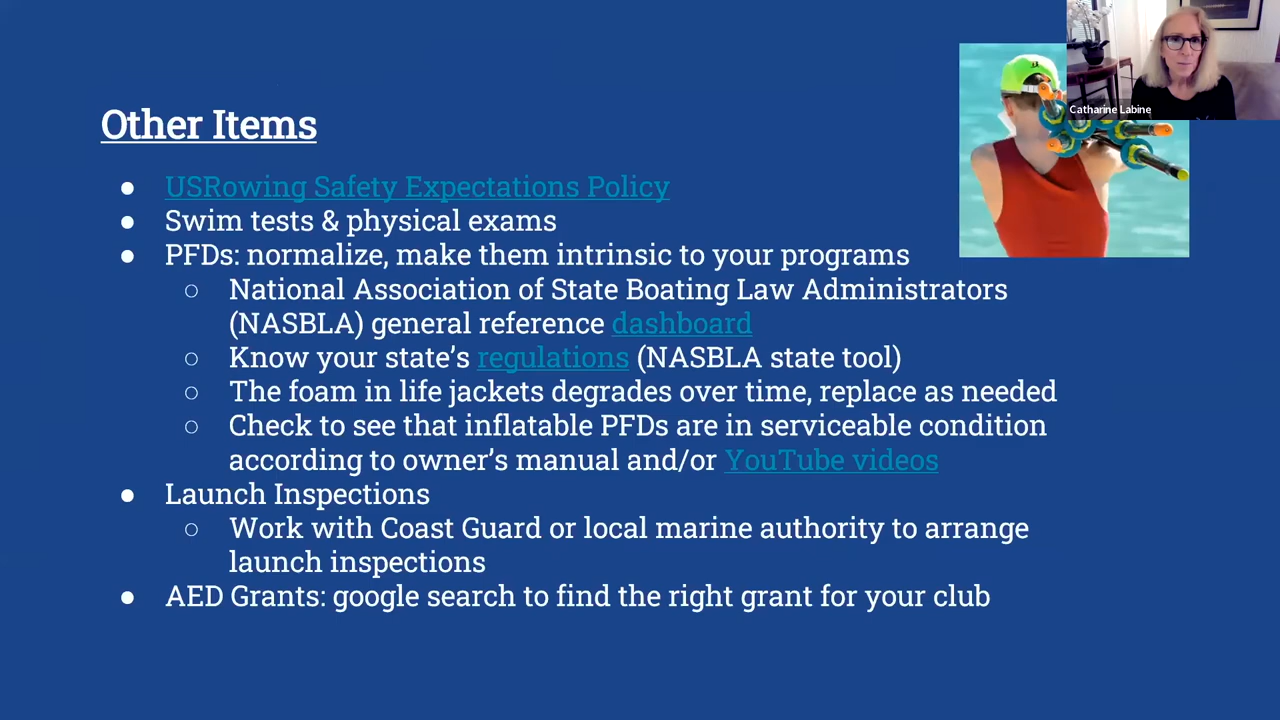 Catharine Labine
Other Items
● USRowing Safety Expectations Policy
● Swim tests & physical exams
● PFDs: normalize, make them intrinsic to your programs
○ National Association of State Boating Law Administrators
(NASBLA) general reference dashboard
○ Know your state’s regulations (NASBLA state tool)
○ The foam in life jackets degrades over time, replace as needed
○ Check to see that inflatable PFDs are in serviceable condition
according to owner’s manual and/or YouTube videos
● Launch Inspections
○ Work with Coast Guard or local marine authority to arrange
launch inspections
● AED Grants: google search to find the right grant for your club